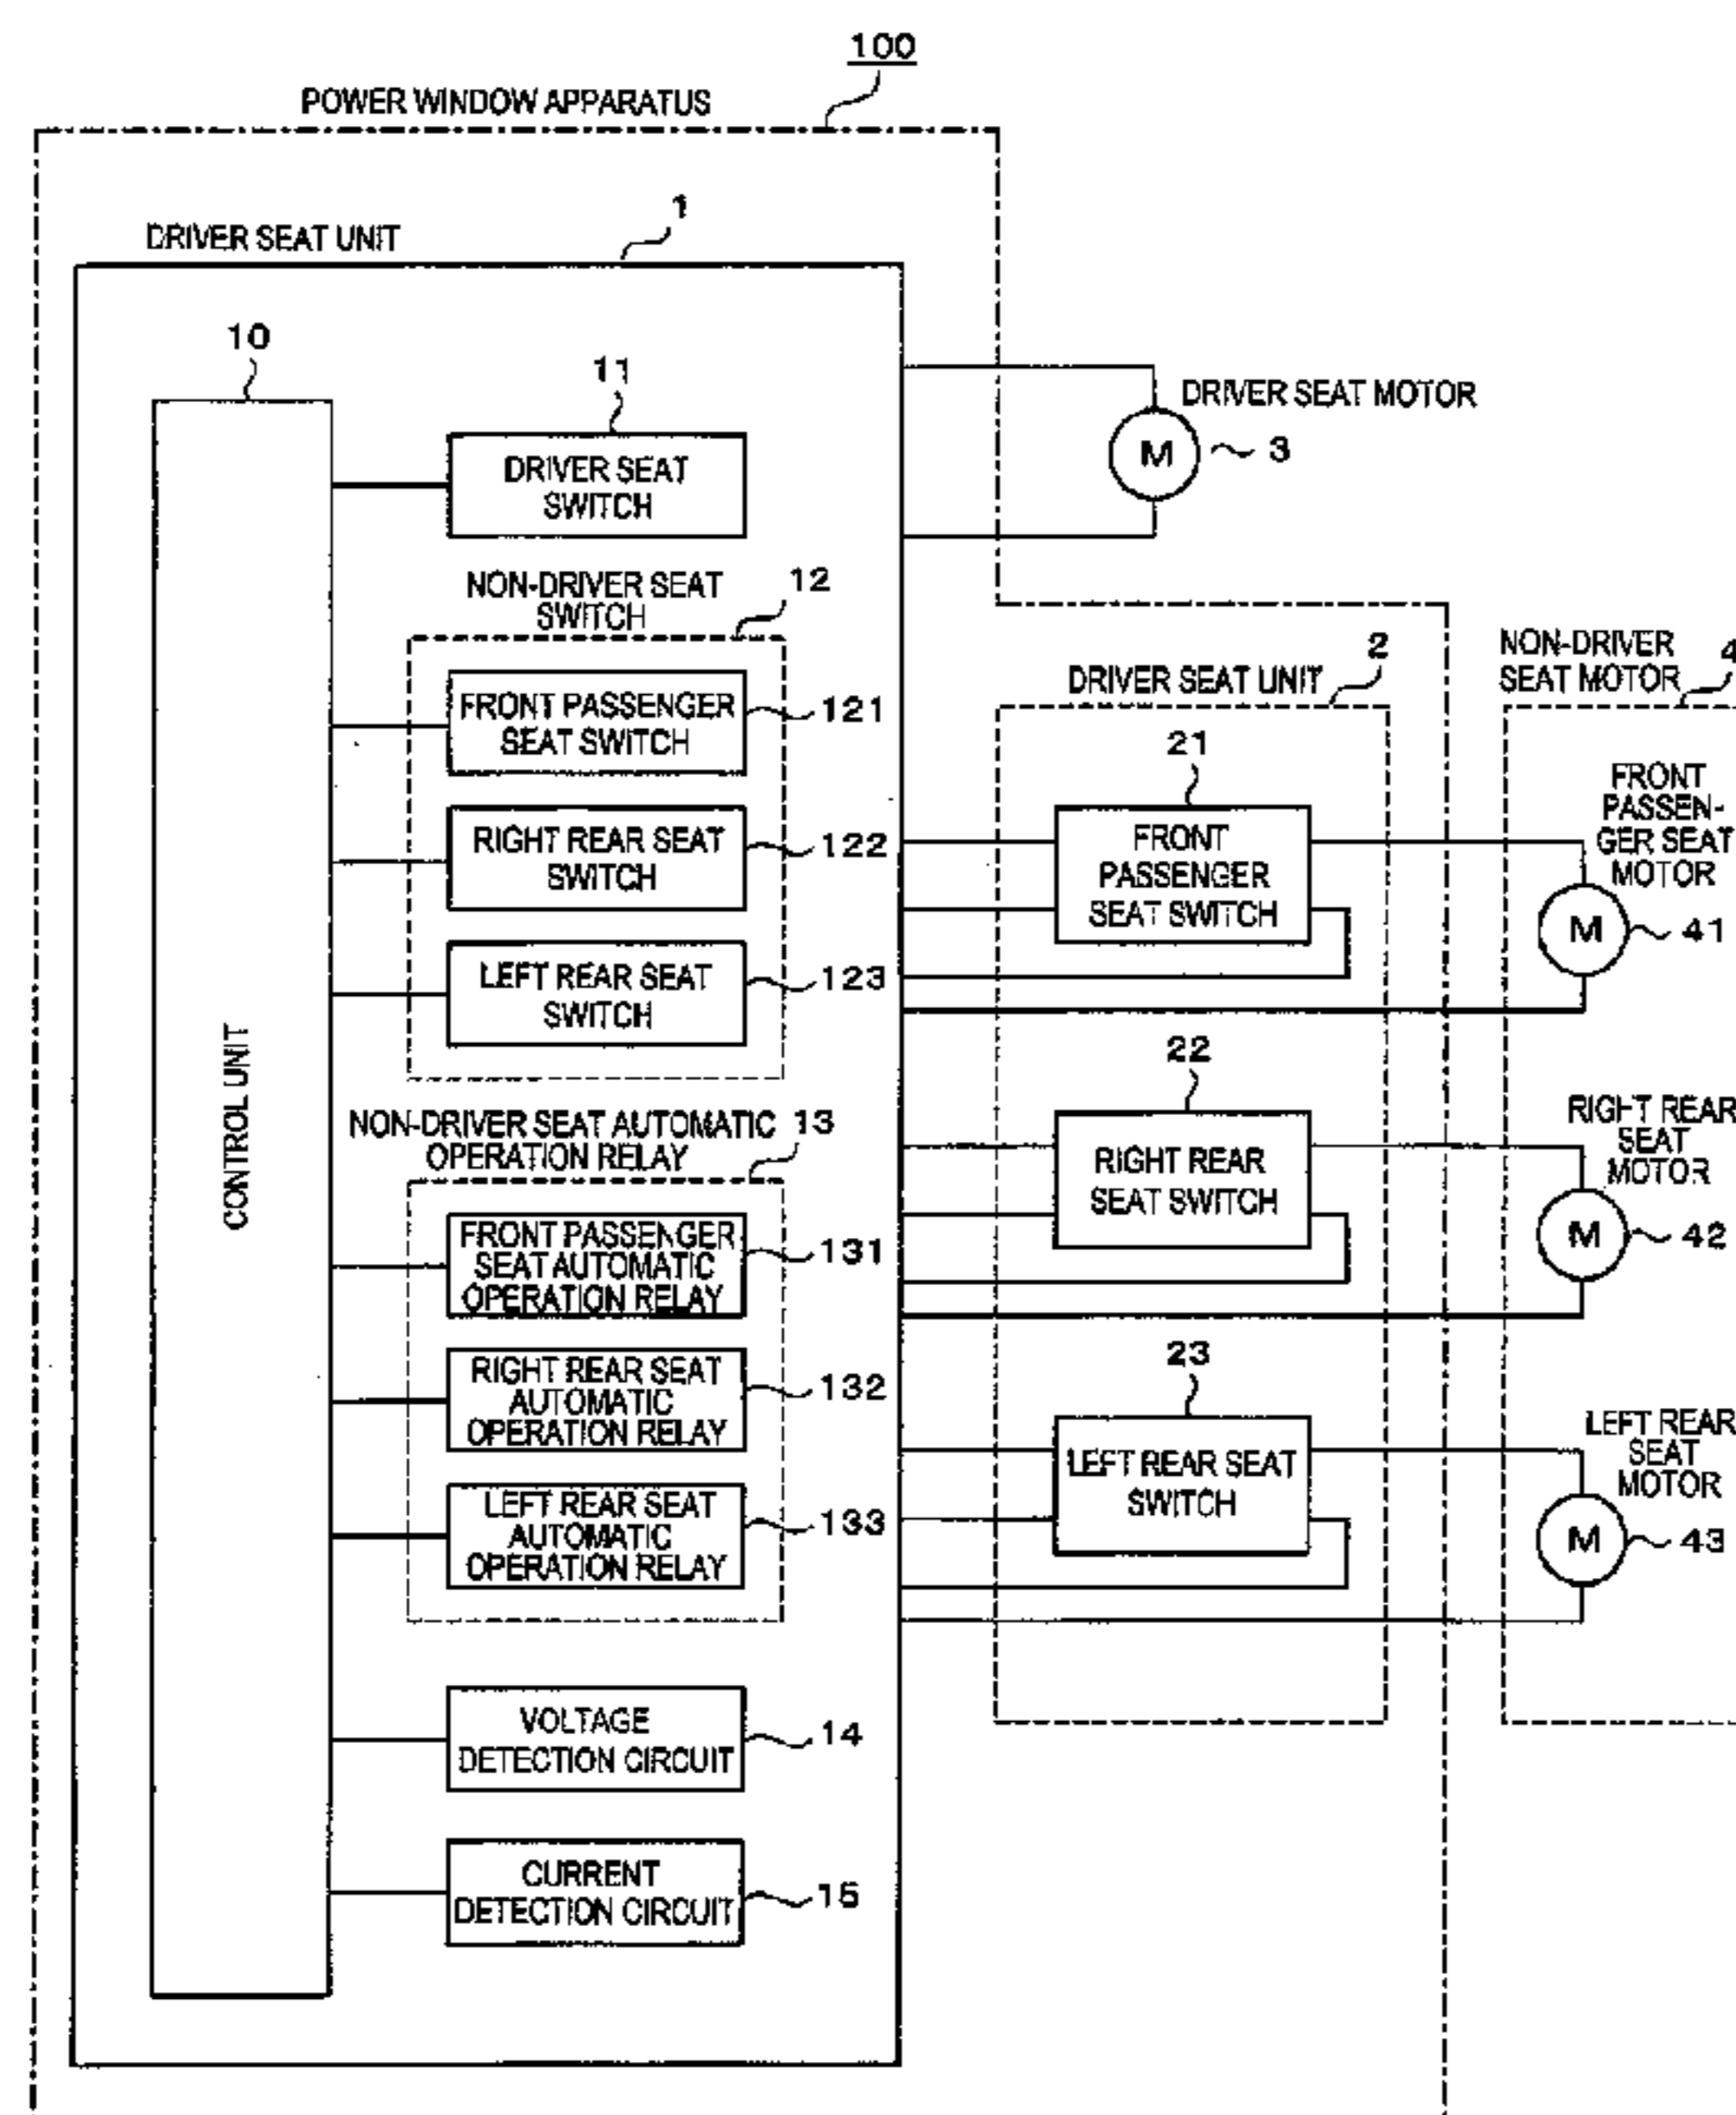 100
POWER WINDOW APPARATUS
1
DRIVER SEAT UNIT
10
CONTROL UNIT
11
DRIVER SEAT
SWITCH
DRIVER SEAT MOTOR
M
3
NON-DRIVER SEAT
SWITCH
12
FRONT PASSENGER
SEAT SWITCH
121
RIGHT REAR SEAT
SWITCH
122
LEFT REAR SEAT
SWITCH
123
NON-DRIVER SEAT AUTOMATIC
OPERATION RELAY
13
FRONT PASSENGER
SEAT AUTOMATIC
OPERATION RELAY
131
RIGHT REAR SEAT
AUTOMATIC
OPERATION RELAY
132
LEFT REAR SEAT
AUTOMATIC
OPERATION RELAY
133
VOLTAGE
DETECTION CIRCUIT
14
CURRENT
DETECTION CIRCUIT
15
DRIVER SEAT UNIT
2
21
FRONT
PASSENGER
SEAT SWITCH
22
RIGHT REAR
SEAT SWITCH
23
LEFT REAR SEAT
SWITCH
NON-DRIVER
SEAT MOTOR
4
FRONT
PASSEN-
GER SEAT
MOTOR
M
41
RIGHT REAR
SEAT
MOTOR
M
42
LEFT REAR
SEAT
MOTOR
M
43